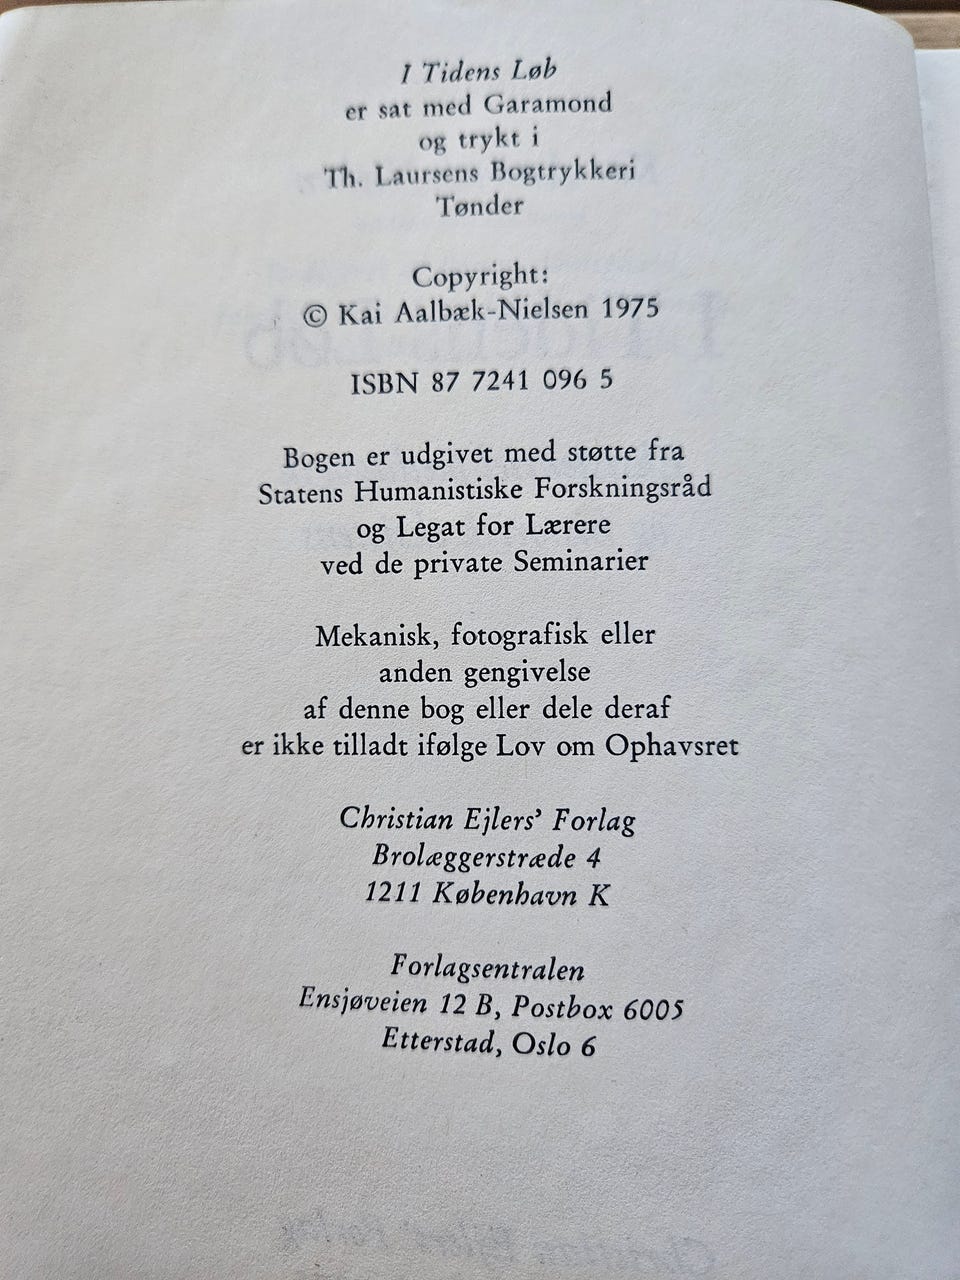 I Tidens Løb
er sat med Garamond
og trykt i
Th. Laursens Bogtrykkeri
Tønder
Copyright:
© Kai Aalbæk-Nielsen 1975
ISBN 87 7241 096 5
Bogen er udgivet med støtte fra
Statens Humanistiske Forskningsråd
og Legat for Lærere
ved de private Seminarier
Mekanisk, fotografisk eller
anden gengivelse
af denne bog eller dele deraf
er ikke tilladt ifølge Lov om Ophavsret
Christian Ejlers’ Forlag
Brolæggerstræde 4
1211 København K
Forlagsentralen
Ensjøveien 12 B, Postbox 6005
Etterstad, Oslo 6